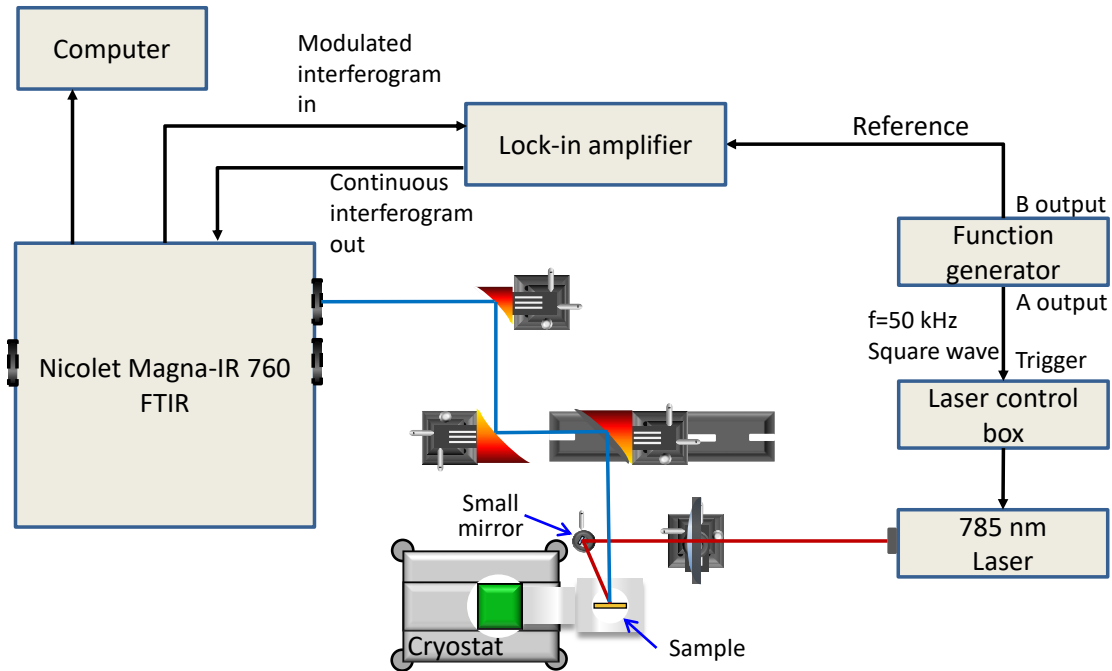 Computer
Modulated
interferogram
in
Lock-in amplifier
Reference
Continuous
interferogram
out
B output
Function
generator
A output
f=50 kHz
Square wave
Trigger
Nicolet Magna-IR 760
FTIR
Laser control
box
Small
mirror
785 nm
Laser
Cryostat
Sample